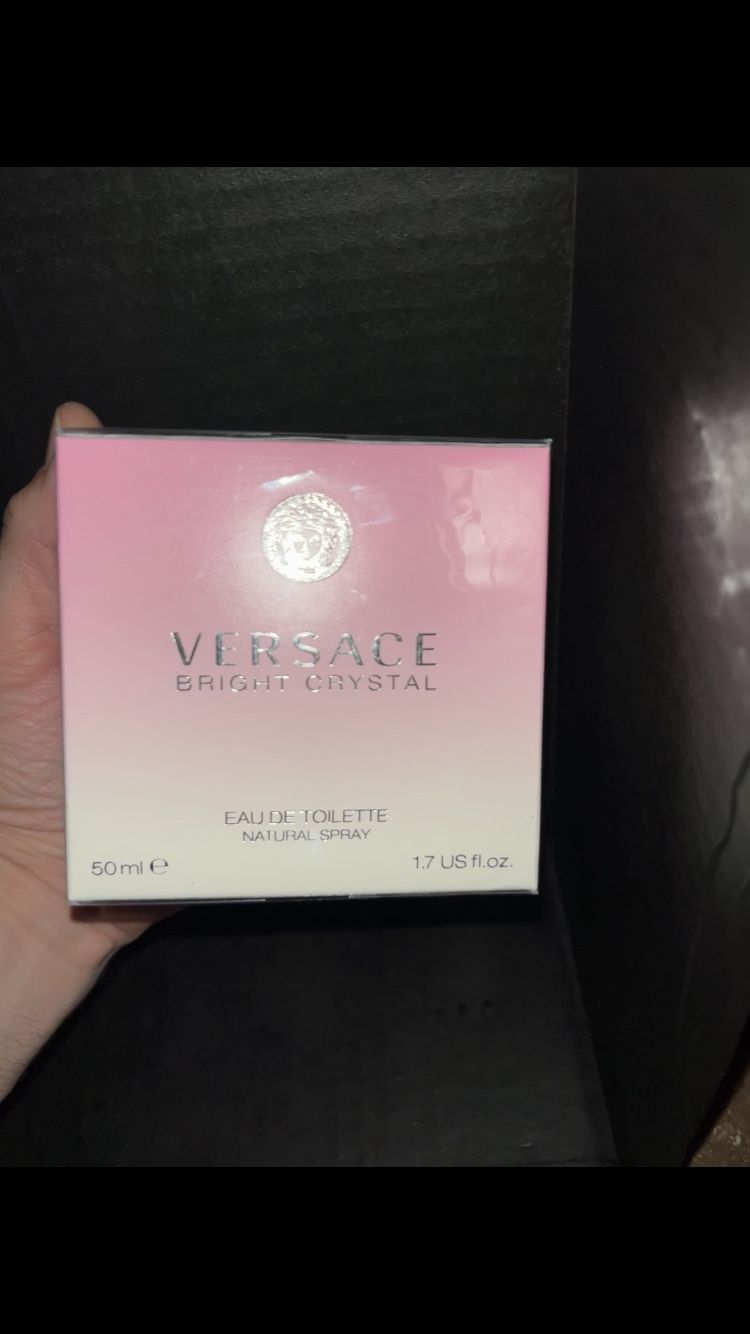 VERSACE
BRIGHT CRYSTAL
EAU DE TOILETTE
NATURAL SPRAY
50 ml ℮
1.7 US fl.oz.